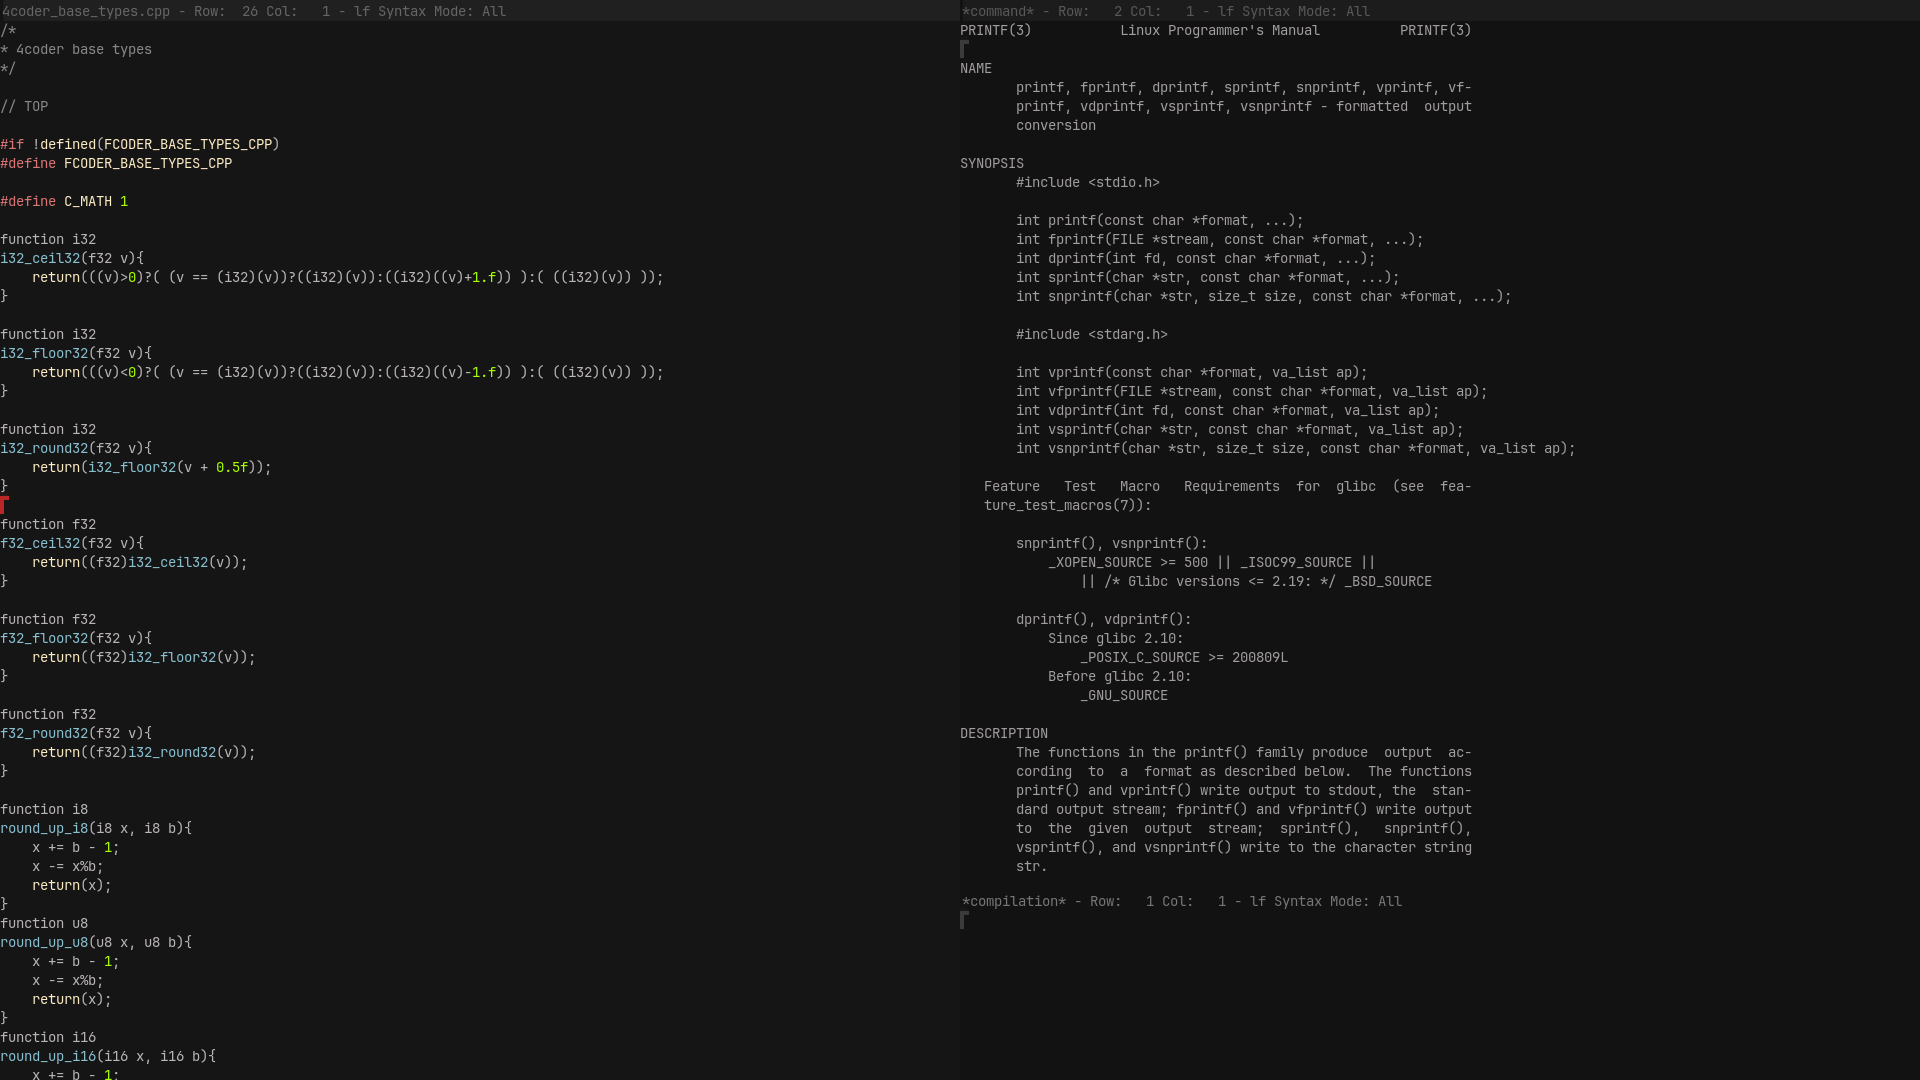 4coder_base_types.cpp - Row:  26 Col:   1 - lf Syntax Mode: All
/*
* 4coder base types
*/
// TOP
#if !defined(FCODER_BASE_TYPES_CPP)
#define FCODER_BASE_TYPES_CPP
#define C_MATH 1
function i32
i32_ceil32(f32 v){
    return(((v)>0)?( (v == (i32)(v))?((i32)(v)):((i32)((v)+1.f)) ):( ((i32)(v)) ));
}
function i32
i32_floor32(f32 v){
    return(((v)<0)?( (v == (i32)(v))?((i32)(v)):((i32)((v)-1.f)) ):( ((i32)(v)) ));
}
function i32
i32_round32(f32 v){
    return(i32_floor32(v + 0.5f));
}
function f32
f32_ceil32(f32 v){
    return((f32)i32_ceil32(v));
}
function f32
f32_floor32(f32 v){
    return((f32)i32_floor32(v));
}
function f32
f32_round32(f32 v){
    return((f32)i32_round32(v));
}
function i8
round_up_i8(i8 x, i8 b){
    x += b - 1;
    x -= x%b;
    return(x);
}
function u8
round_up_u8(u8 x, u8 b){
    x += b - 1;
    x -= x%b;
    return(x);
}
function i16
round_up_i16(i16 x, i16 b){
    x += b - 1;
*command* - Row:   2 Col:   1 - lf Syntax Mode: All
PRINTF(3)           Linux Programmer's Manual          PRINTF(3)
NAME
       printf, fprintf, dprintf, sprintf, snprintf, vprintf, vf-
       printf, vdprintf, vsprintf, vsnprintf - formatted  output
       conversion
SYNOPSIS
       #include <stdio.h>
       int printf(const char *format, ...);
       int fprintf(FILE *stream, const char *format, ...);
       int dprintf(int fd, const char *format, ...);
       int sprintf(char *str, const char *format, ...);
       int snprintf(char *str, size_t size, const char *format, ...);
       #include <stdarg.h>
       int vprintf(const char *format, va_list ap);
       int vfprintf(FILE *stream, const char *format, va_list ap);
       int vdprintf(int fd, const char *format, va_list ap);
       int vsprintf(char *str, const char *format, va_list ap);
       int vsnprintf(char *str, size_t size, const char *format, va_list ap);
   Feature   Test   Macro   Requirements  for  glibc  (see  fea-
   ture_test_macros(7)):
       snprintf(), vsnprintf():
           _XOPEN_SOURCE >= 500 || _ISOC99_SOURCE ||
               || /* Glibc versions <= 2.19: */ _BSD_SOURCE
       dprintf(), vdprintf():
           Since glibc 2.10:
               _POSIX_C_SOURCE >= 200809L
           Before glibc 2.10:
               _GNU_SOURCE
DESCRIPTION
       The functions in the printf() family produce  output  ac-
       cording  to  a  format as described below.  The functions
       printf() and vprintf() write output to stdout, the  stan-
       dard output stream; fprintf() and vfprintf() write output
       to  the  given  output  stream;  sprintf(),   snprintf(),
       vsprintf(), and vsnprintf() write to the character string
       str.
*compilation* - Row:   1 Col:   1 - lf Syntax Mode: All